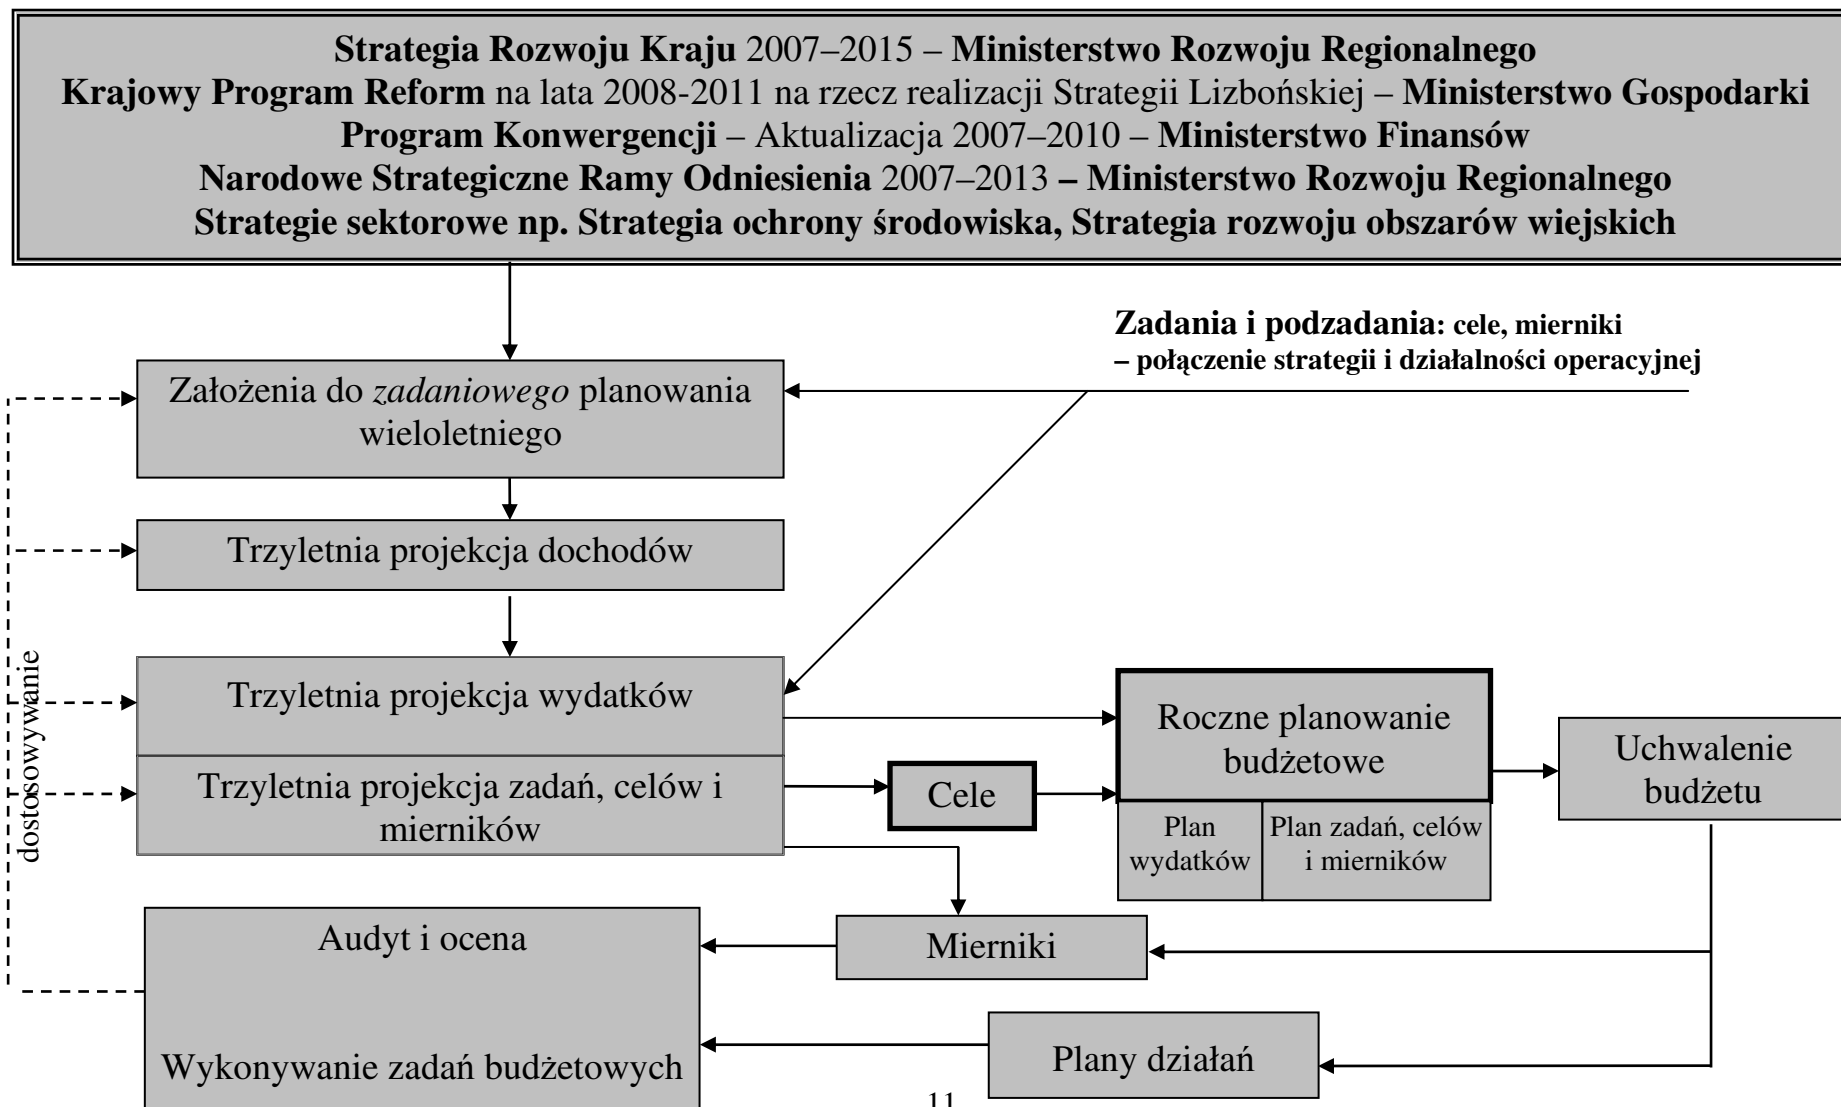 Strategia Rozwoju Kraju 2007–2015 – Ministerstwo Rozwoju Regionalnego
Krajowy Program Reform na lata 2008-2011 na rzecz realizacji Strategii Lizbońskiej – Ministerstwo Gospodarki
Program Konwergencji – Aktualizacja 2007–2010 – Ministerstwo Finansów
Narodowe Strategiczne Ramy Odniesienia 2007–2013 – Ministerstwo Rozwoju Regionalnego
Strategie sektorowe np. Strategia ochrony środowiska, Strategia rozwoju obszarów wiejskich
Zadania i podzadania: cele, mierniki
– połączenie strategii i działalności operacyjnej
Założenia do zadaniowego planowania
wieloletniego
Trzyletnia projekcja dochodów
dostosowywanie
Trzyletnia projekcja wydatków
Trzyletnia projekcja zadań, celów i
mierników
Cele
Roczne planowanie
budżetowe
Plan
wydatków
Plan zadań, celów
i mierników
Uchwalenie
budżetu
Audyt i ocena
Wykonywanie zadań budżetowych
Mierniki
Plany działań
11